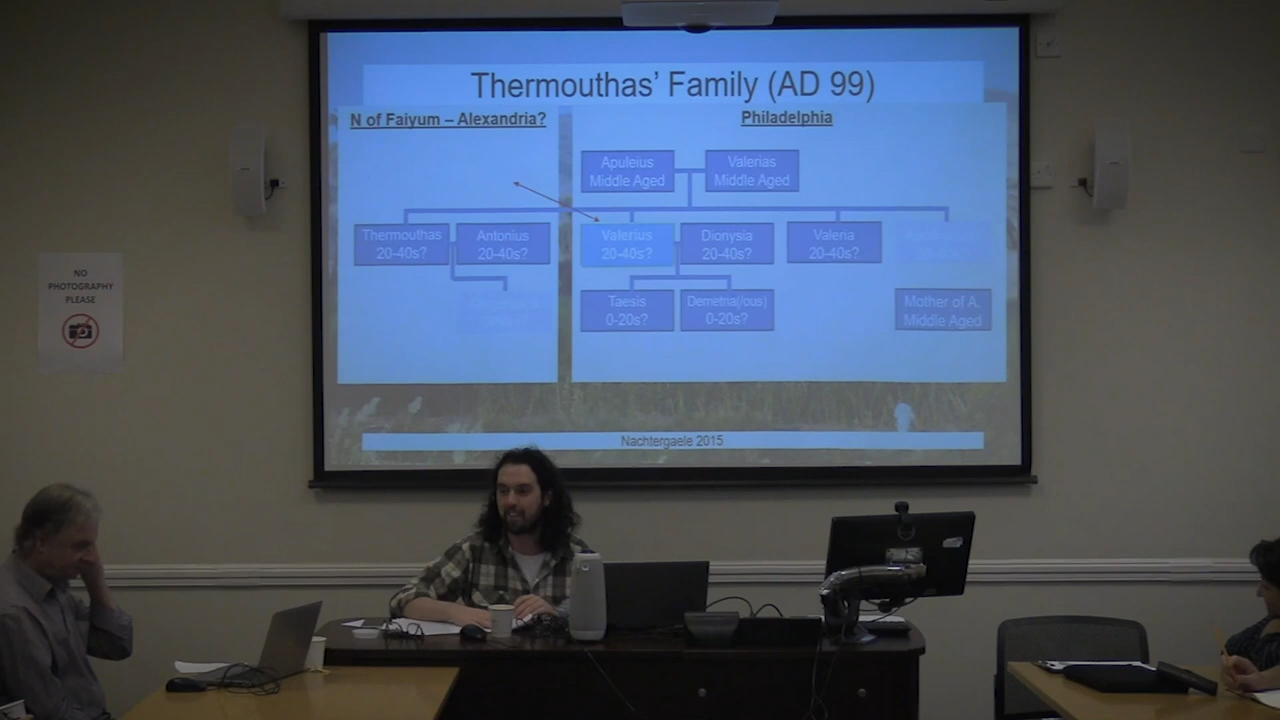 Thermouthas' Family (AD 99)
N of Faiyum – Alexandria?
Philadelphia
Apuleius
Middle Aged
Valerias
Middle Aged
Thermouthas
20-40s?
Antonius
20-40s?
Valerius
20-40s?
Dionysia
20-40s?
Valeria
20-40s?
Taesis
0-20s?
Demetria(/ous)
0-20s?
Mother of A.
Middle Aged
Nachtergaele 2015
NO
PHOTOGRAPHY
PLEASE